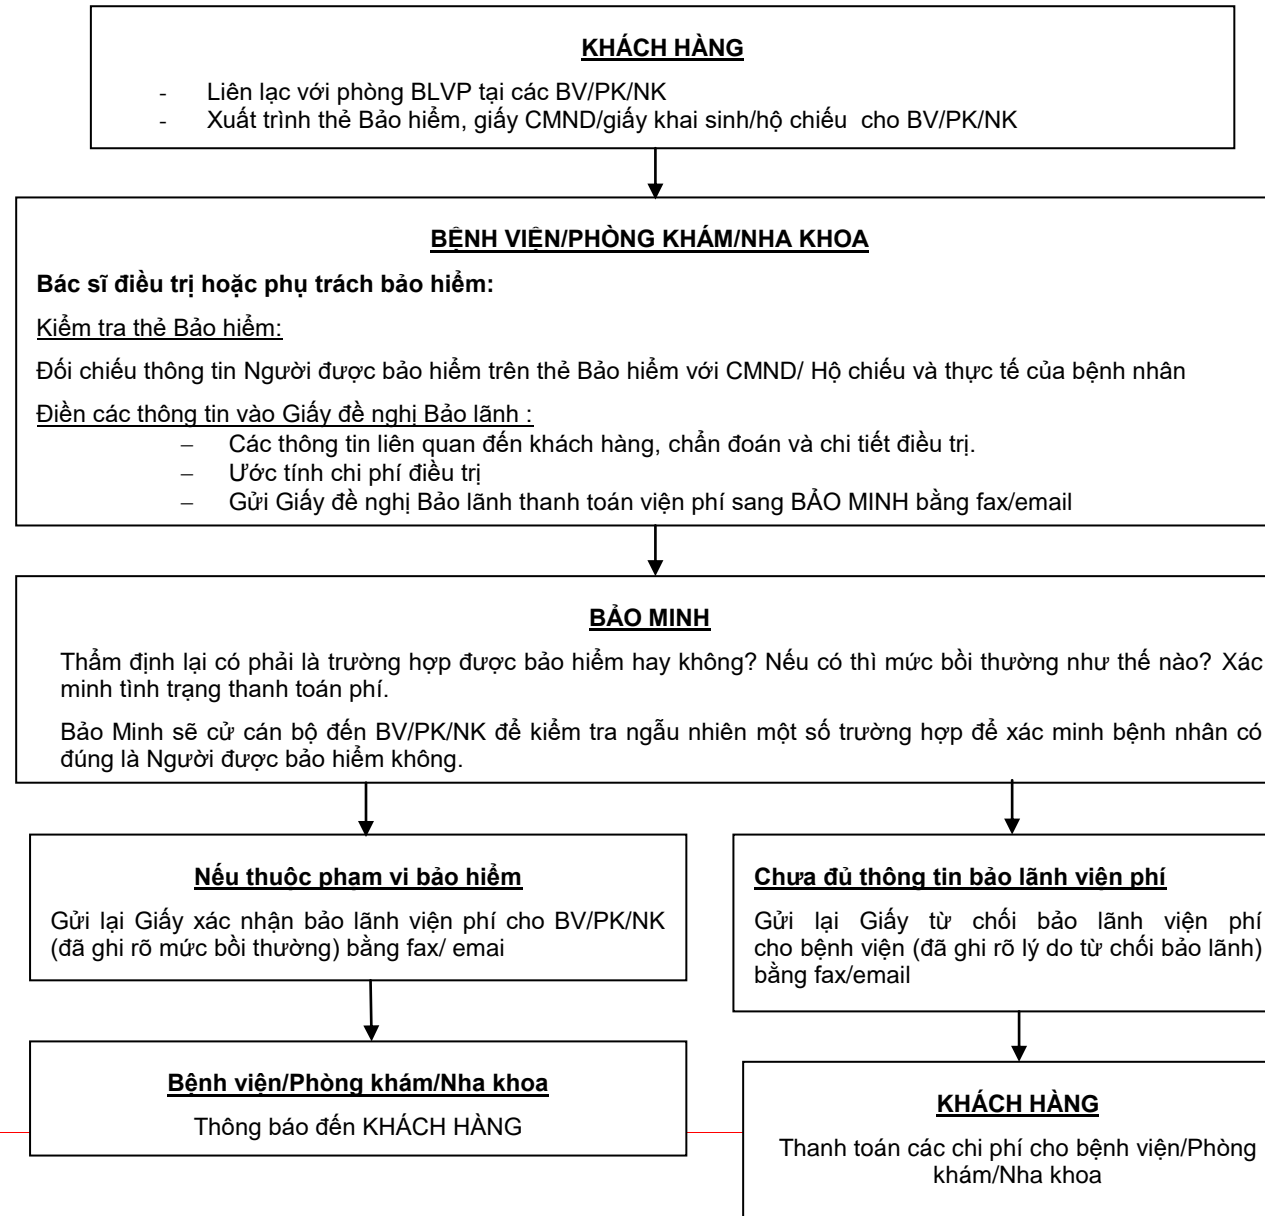 KHÁCH HÀNG
- Liên lạc với phòng BLVP tại các BV/PK/NK
- Xuất trình thẻ Bảo hiểm, giấy CMND/giấy khai sinh/hộ chiếu cho BV/PK/NK
BỆNH VIỆN/PHÒNG KHÁM/NHA KHOA
Bác sĩ điều trị hoặc phụ trách bảo hiểm:
Kiểm tra thẻ Bảo hiểm:
Đối chiếu thông tin Người được bảo hiểm trên thẻ Bảo hiểm với CMND/ Hộ chiếu và thực tế của bệnh nhân
Điền các thông tin vào Giấy đề nghị Bảo lãnh :
– Các thông tin liên quan đến khách hàng, chẩn đoán và chi tiết điều trị.
– Ước tính chi phí điều trị
– Gửi Giấy đề nghị Bảo lãnh thanh toán viện phí sang BẢO MINH bằng fax/email
BẢO MINH
Thẩm định lại có phải là trường hợp được bảo hiểm hay không? Nếu có thì mức bồi thường như thế nào? Xác
minh tình trạng thanh toán phí.
Bảo Minh sẽ cử cán bộ đến BV/PK/NK để kiểm tra ngẫu nhiên một số trường hợp để xác minh bệnh nhân có
đúng là Người được bảo hiểm không.
Nếu thuộc phạm vi bảo hiểm
Gửi lại Giấy xác nhận bảo lãnh viện phí cho BV/PK/NK
(đã ghi rõ mức bồi thường) bằng fax/ emai
Chưa đủ thông tin bảo lãnh viện phí
Gửi lại Giấy từ chối bảo lãnh viện phí
cho bệnh viện (đã ghi rõ lý do từ chối bảo lãnh)
bằng fax/email
Bệnh viện/Phòng khám/Nha khoa
Thông báo đến KHÁCH HÀNG
KHÁCH HÀNG
Thanh toán các chi phí cho bệnh viện/Phòng
khám/Nha khoa